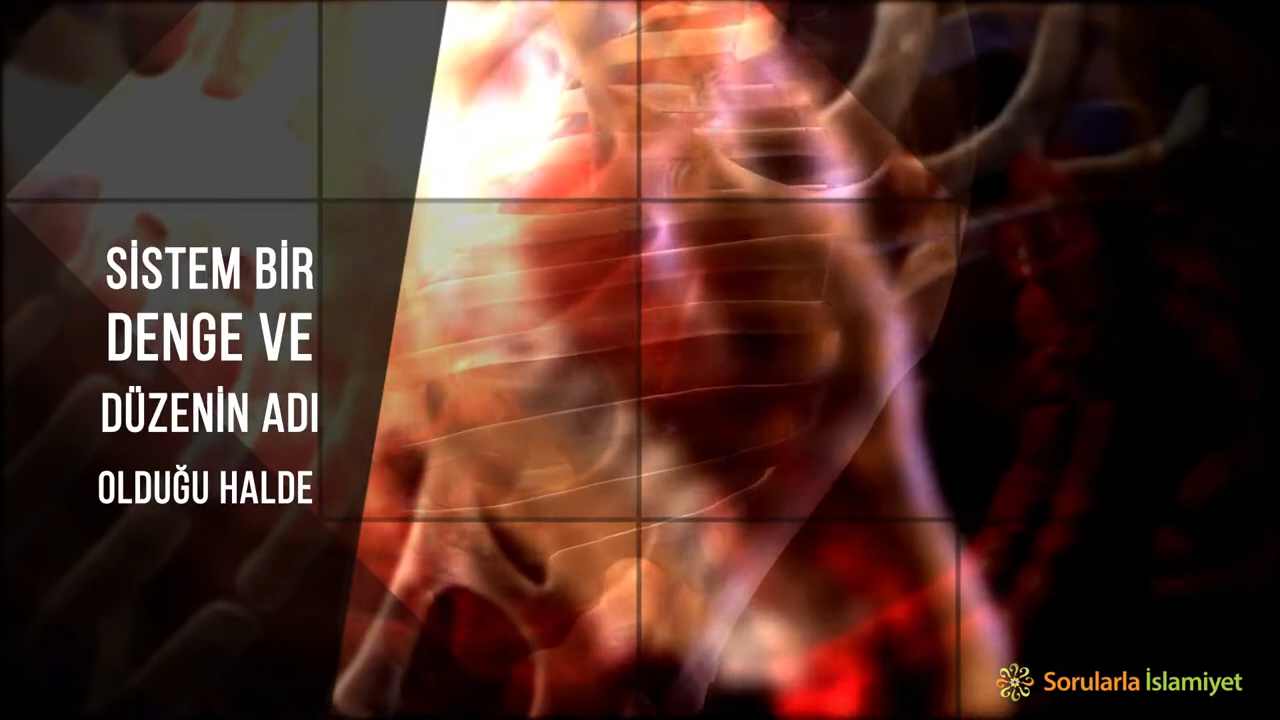 SİSTEM BİR
DENGE VE
DÜZENİN ADI
OLDUĞU HALDE
Sorularla İslamiyet